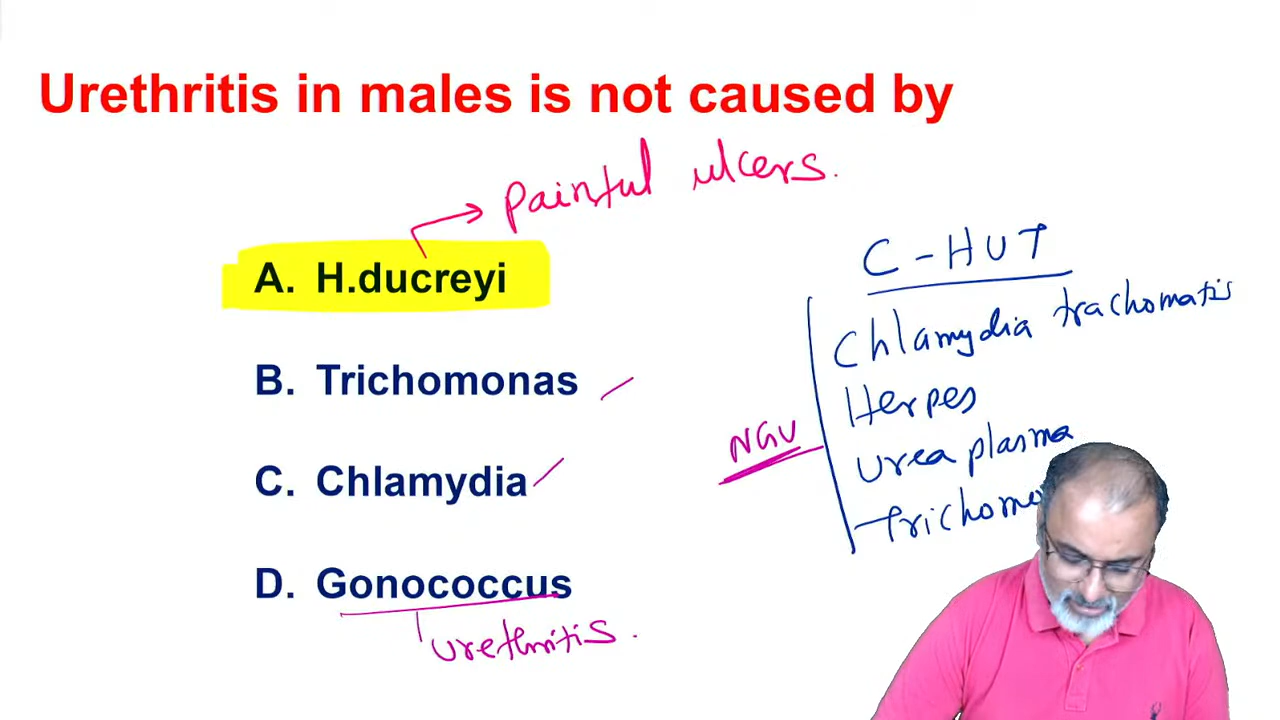 Urethritis in males is not caused by
Painful ulcers.
A. H.ducreyi
B. Trichomonas
C. Chlamydia
D. Gonococcus
urethritis.
C - HUT
Chlamydia trachomatis
Herpes
Urea plasma
NGU